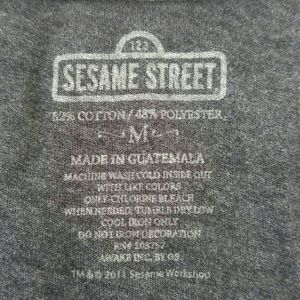 123
SESAME STREET
52% COTTON / 48% POLYESTER
M
MADE IN GUATEMALA
MACHINE WASH COLD INSIDE OUT
WITH LIKE COLORS
ONLY-CHLORINE BLEACH
WHEN NEEDED, TUMBLE DRY LOW
COOL IRON ONLY
DO NOT IRON DECORATION
RN# 108757
AWAKE INC. BY OS.
TM & © 2011 Sesame Workshop